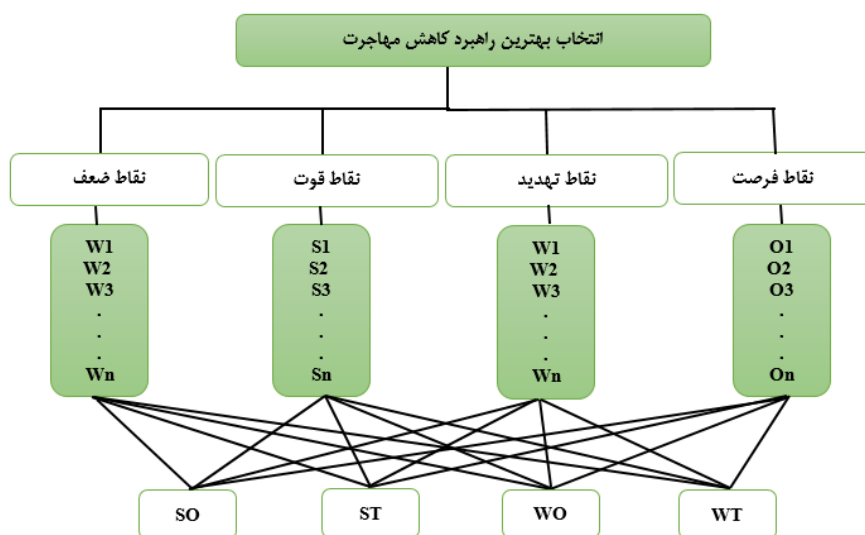 انتخاب بهترین راهبرد کاهش مهاجرت
نقاط فرصت
نقاط تهدید
نقاط قوت
نقاط ضعف
O1
O2
O3
.
.
.
On
W1
W2
W3
.
.
.
Wn
S1
S2
S3
.
.
.
Sn
W1
W2
W3
.
.
.
Wn
SO
ST
WO
WT